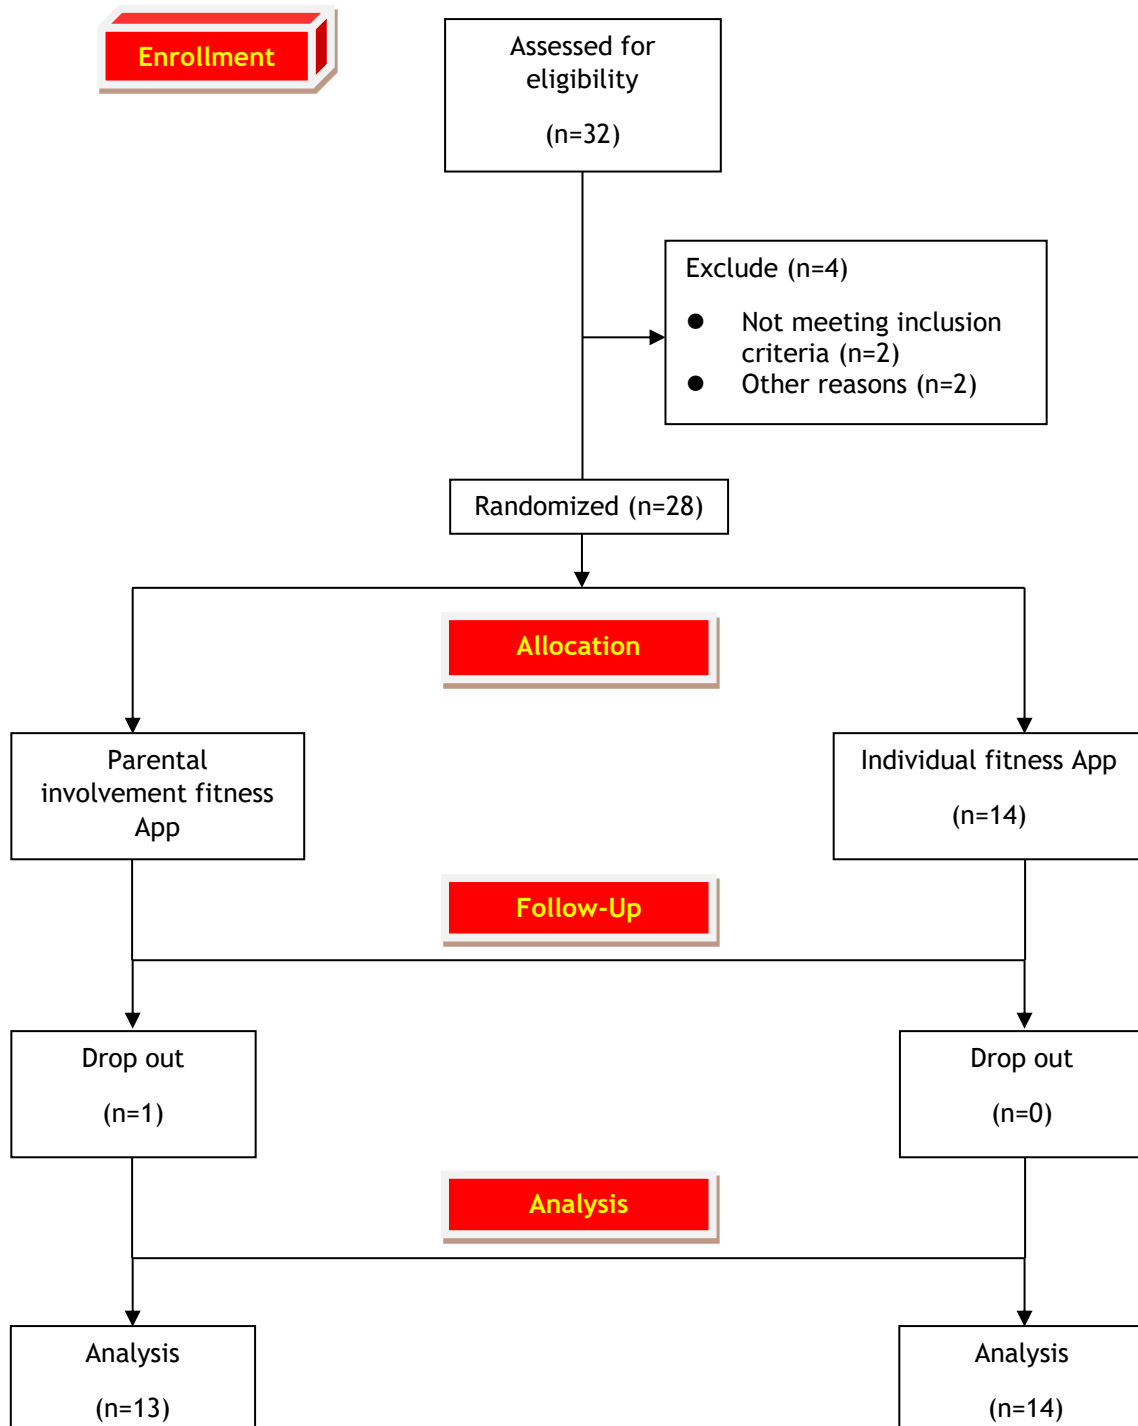 Enrollment
Assessed for
eligibility
(n=32)
Exclude (n=4)
● Not meeting inclusion
criteria (n=2)
● Other reasons (n=2)
Randomized (n=28)
Allocation
Parental
involvement fitness
App
Individual fitness App
(n=14)
Follow-Up
Drop out
(n=1)
Drop out
(n=0)
Analysis
Analysis
(n=13)
Analysis
(n=14)